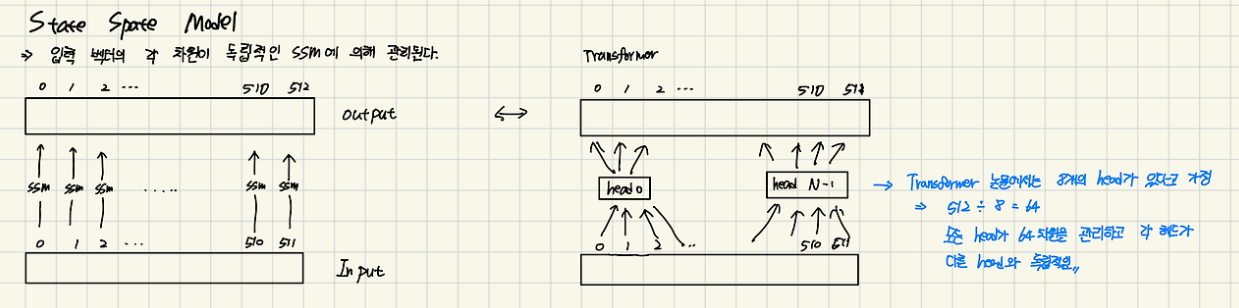 State Spate Model
⇒ 입력 벡터의 각 차원이 독립적인 SSM에 의해 관리된다.
0 1 2 ... 510 512
output
ssm ssm ssm ..... ssm ssm
0 1 2 ... 510 511
Input
↔
Transformer
0 1 2 ... 510 511
head 0 head N-1
0 1 2 ... 510 511
→ Transformer 논문에서는 8개의 head가 있다고 가정
⇒ 512 ÷ 8 = 64
모든 head가 64차원을 관리하고 각 헤드가
다른 head와 독립적임